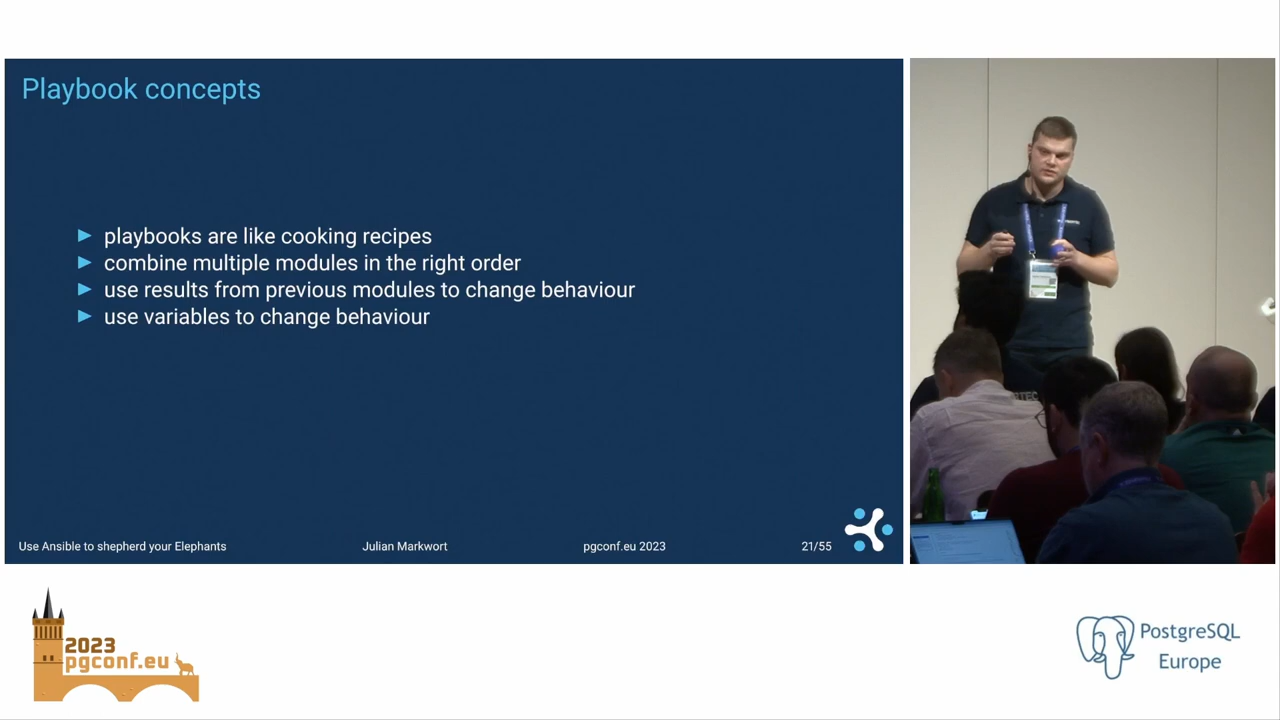 Playbook concepts
playbooks are like cooking recipes
combine multiple modules in the right order
use results from previous modules to change behaviour
use variables to change behaviour
Use Ansible to shepherd your Elephants
Julian Markwort
pgconf.eu 2023
21/55
2023
pgconf.eu
PostgreSQL
Europe